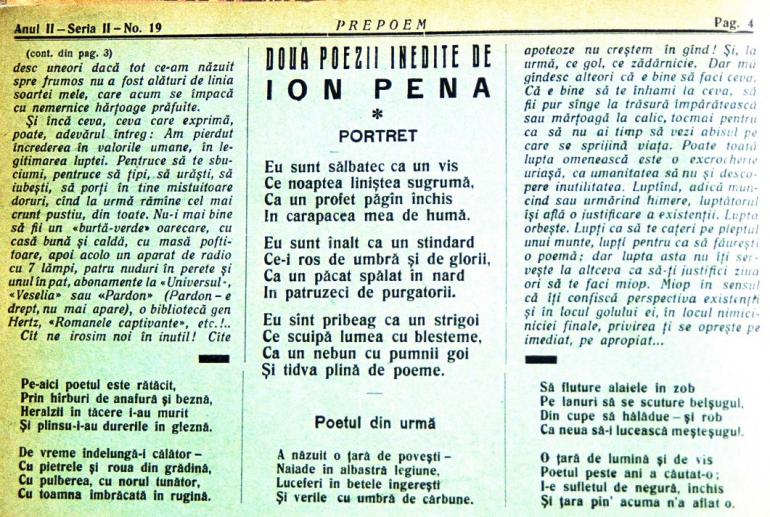 Anul II — Seria II — No. 19
PREPOEM
Pag. 4
(cont. din pag. 3)
desc uneori dacă tot ce-am năzuit
spre frumos nu a fost alături de linia
soartei mele, care acum se împacă
cu nemernice hârțoage prăfuite.
Și încă ceva, ceva care exprimă,
poate, adevărul întreg: Am pierdut
încrederea în valorile umane, în le-
gitimarea luptei. Pentruce să te sbu-
ciumi, pentruce să țipi, să urăști, să
iubești, să porți în tine mistuitoare
doruri, cînd la urmă rămîne cel mai
crunt pustiu, din toate. Nu-i mai bine
să fii un «burtă-verde» oarecare, cu
casă bună și caldă, cu masă pofti-
toare, apoi acolo un aparat de radio
cu 7 lămpi, patru nuduri în perete și
unul în pat, abonamente la «Universul-,
«Veselia» sau «Pardon» (Pardon - e
drept, nu mai apare), o bibliotecă gen
Hertz, «Romanele captivante», etc.!..
Cit ne irosim noi în inutil! Cite
DOUA POEZII INEDITE DE
ION PENA
*
PORTRET
Eu sunt sălbatec ca un vis
Ce noaptea liniștea sugrumă,
Ca un profet păgîn închis
In carapacea mea de humă.
Eu sunt înalt ca un stindard
Ce-i ros de umbră și de glorii,
Ca un păcat spălat in nard
In patruzeci de purgatorii.
Eu sînt pribeag ca un strigoi
Ce scuipă lumea cu blesteme,
Ca un nebun cu pumnii goi
Și tidva plină de poeme.
apoteoze nu creștem în gînd! Și, la
urmă, ce gol, ce zădărnicie. Dar mă
gîndesc alteori că e bine să faci ceva.
Că e bine să te înhami la ceva, să
fii pur sînge la trăsură împărătească
sau mârțoagă la calic, tocmai pentru
ca să nu ai timp să vezi abisul pe
care se sprijină viața. Poate toată
lupta omenească este o excrocherie
uriașă, ca umanitatea să nu și desco-
pere inutilitatea. Luptînd, adică mun-
cind sau urmărind himere, luptătorul
își află o justificare a existenții. Lupta
orbește. Lupți ca să te cațeri pe pieptul
unui munte, lupți pentru ca să făurești
o poemă; dar lupta asta nu îți ser-
vește la altceva ca să-ți justifici ziua
ori să te faci miop. Miop în sensul
că îți confiscă perspectiva existenții
și în locul golului ei, în locul nimici-
niciei finale, privirea ți se oprește pe
imediat, pe apropiat...
Poetul din urmă
Pe-aici poetul este rătăcit,
Prin hîrburi de anafură și beznă,
Heralzii în tăcere i-au murit
Și plinsu-i-au durerile in gleznă.
De vreme indelungă-i călător —
Cu pietrele și roua din grădină,
Cu pulberea, cu norul tunător,
Cu toamna imbrăcată in rugină.
A năzuit o țară de povești -
Naiade in albastră legiune,
Luceferi in betele ingerești
Și verile cu umbră de cărbune.
Să fluture alaiele in zob
Pe lanuri să se scuture belșugul,
Din cupe să hălădue — și rob
Ca neua să-i lucească meșteșugul.
O țară de lumină și de vis
Poetul peste ani a căutat-o;
I-e sufletul de negură, inchis
Și țara pin' acuma n'a aflat o.